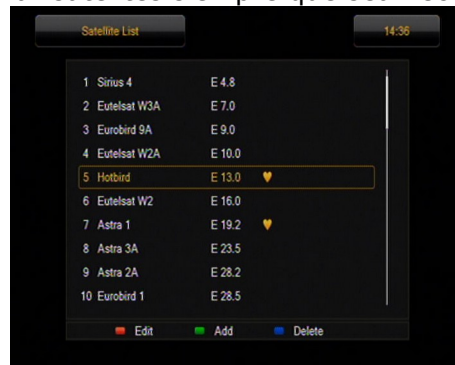 Satellite List 14:36
1 Sirius 4 E 4.8
2 Eutelsat W3A E 7.0
3 Eurobird 9A E 9.0
4 Eutelsat W2A E 10.0
5 Hotbird E 13.0
6 Eutelsat W2 E 16.0
7 Astra 1 E 19.2
8 Astra 3A E 23.5
9 Astra 2A E 28.2
10 Eurobird 1 E 28.5
Edit Add Delete